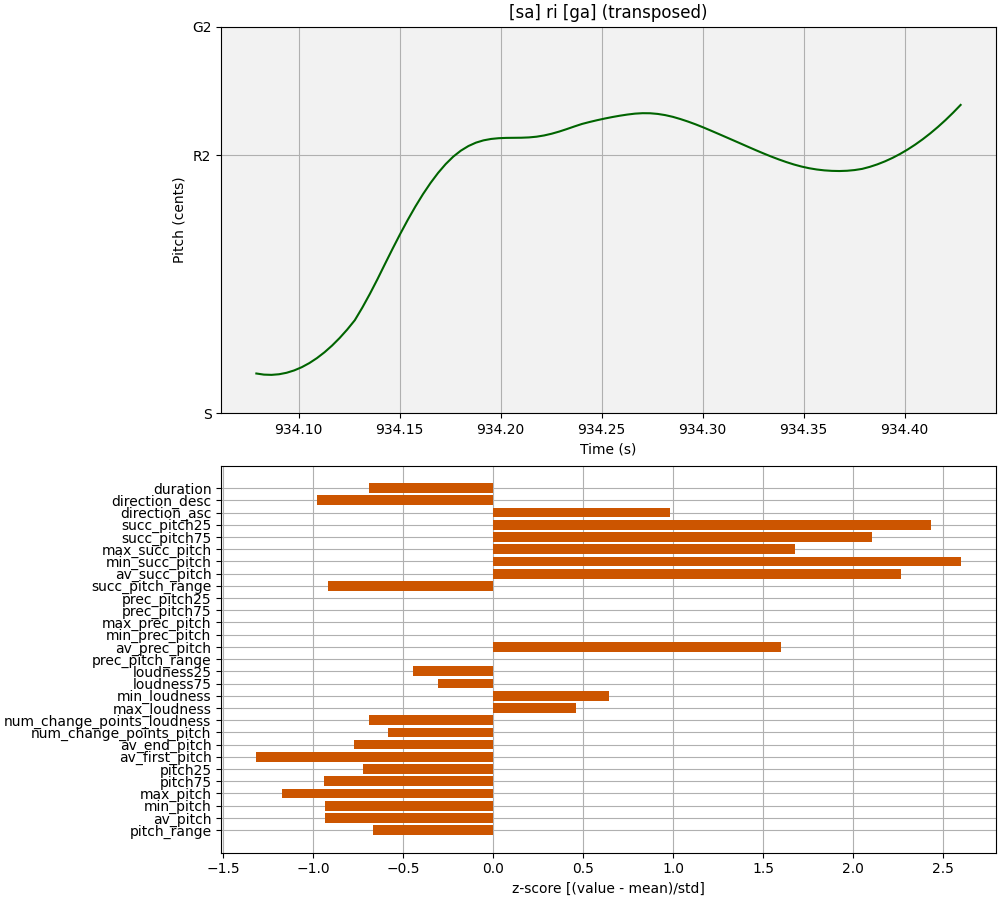 [sa] ri [ga] (transposed)
G2
R2
S
Pitch (cents)
934.10 934.15 934.20 934.25 934.30 934.35 934.40
Time (s)
duration
direction_desc
direction_asc
succ_pitch25
succ_pitch75
max_succ_pitch
min_succ_pitch
av_succ_pitch
succ_pitch_range
prec_pitch25
prec_pitch75
max_prec_pitch
min_prec_pitch
av_prec_pitch
prec_pitch_range
loudness25
loudness75
min_loudness
max_loudness
num_change_points_loudness
num_change_points_pitch
av_end_pitch
av_first_pitch
pitch25
pitch75
max_pitch
min_pitch
av_pitch
pitch_range
−1.5 −1.0 −0.5 0.0 0.5 1.0 1.5 2.0 2.5
z-score [(value - mean)/std]